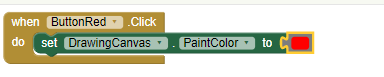 when ButtonRed .Click
do set DrawingCanvas . PaintColor to